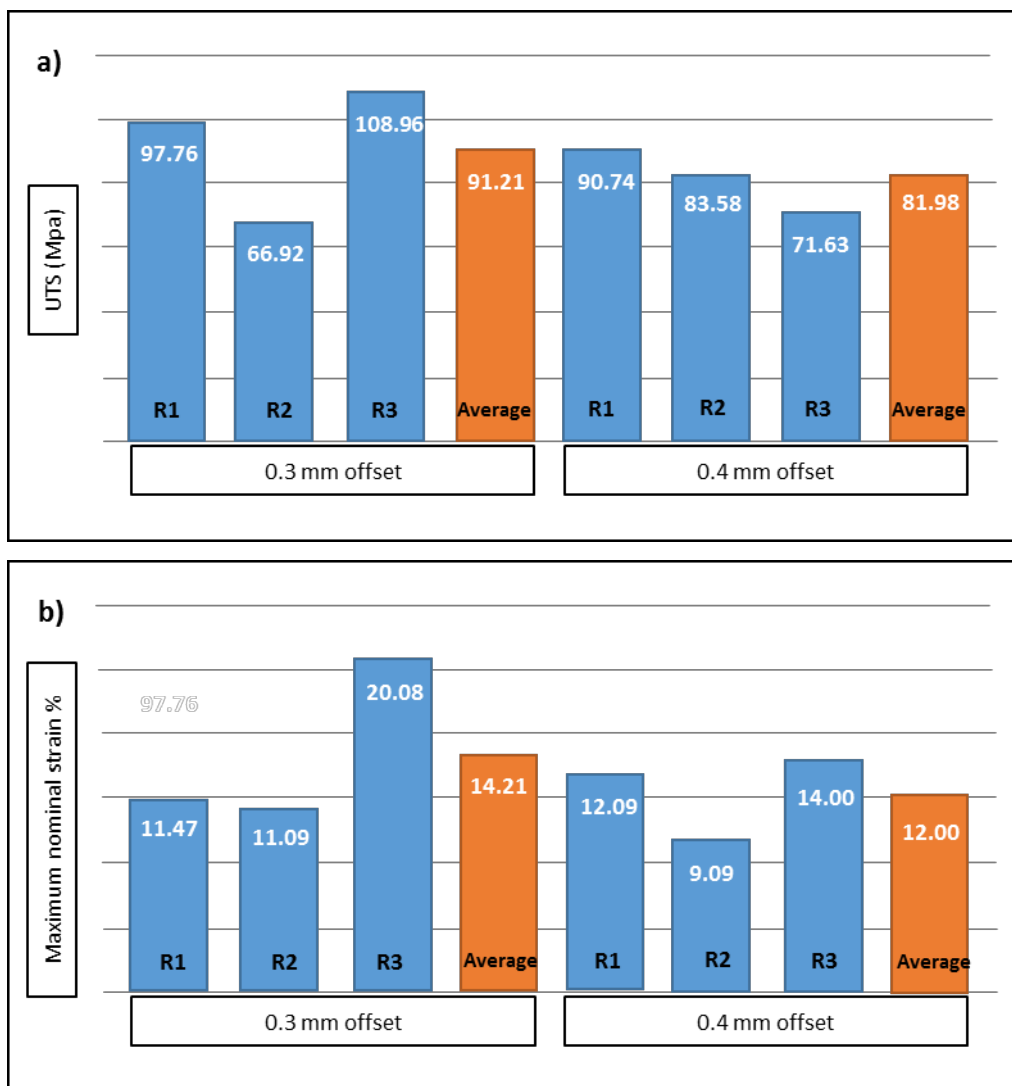 a)
UTS (Mpa)
97.76
66.92
108.96
91.21
90.74
83.58
71.63
81.98
R1
R2
R3
Average
R1
R2
R3
Average
0.3 mm offset
0.4 mm offset
b)
Maximum nominal strain %
97.76
11.47
11.09
20.08
14.21
12.09
9.09
14.00
12.00
R1
R2
R3
Average
R1
R2
R3
Average
0.3 mm offset
0.4 mm offset